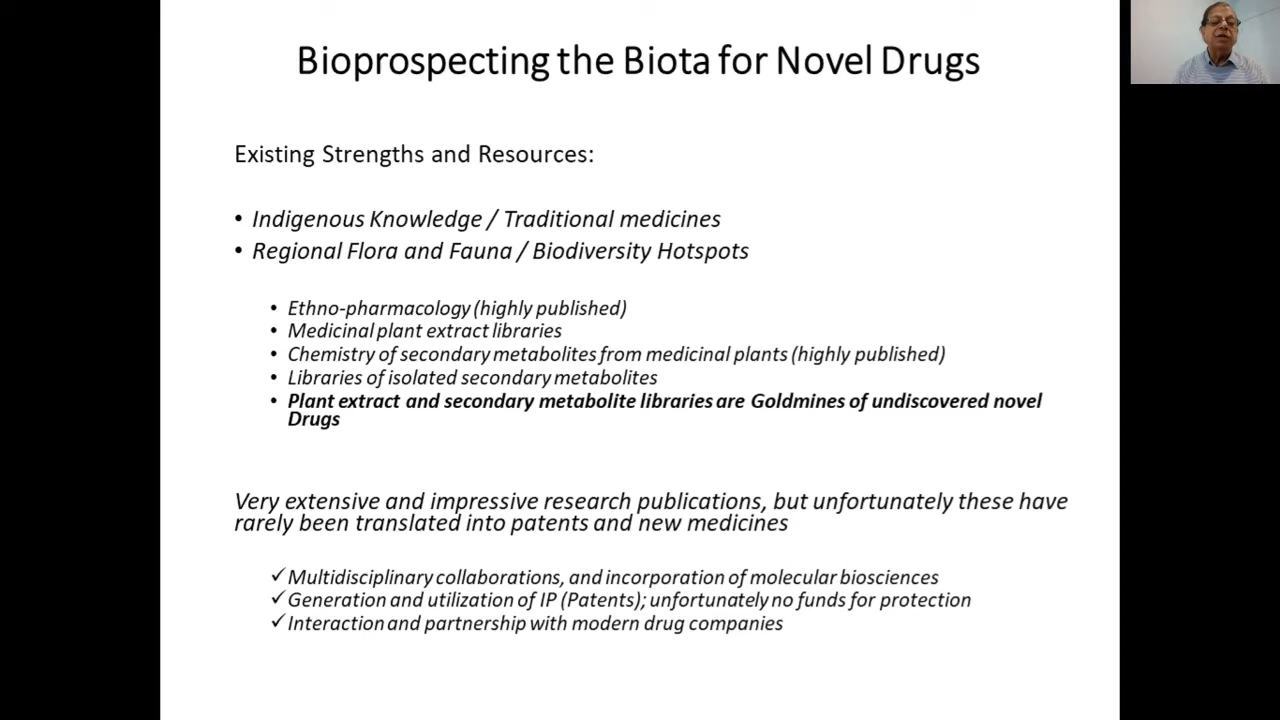 Bioprospecting the Biota for Novel Drugs
Existing Strengths and Resources:
• Indigenous Knowledge / Traditional medicines
• Regional Flora and Fauna / Biodiversity Hotspots
• Ethno-pharmacology (highly published)
• Medicinal plant extract libraries
• Chemistry of secondary metabolites from medicinal plants (highly published)
• Libraries of isolated secondary metabolites
• Plant extract and secondary metabolite libraries are Goldmines of undiscovered novel
Drugs
Very extensive and impressive research publications, but unfortunately these have
rarely been translated into patents and new medicines
✓Multidisciplinary collaborations, and incorporation of molecular biosciences
✓Generation and utilization of IP (Patents); unfortunately no funds for protection
✓Interaction and partnership with modern drug companies